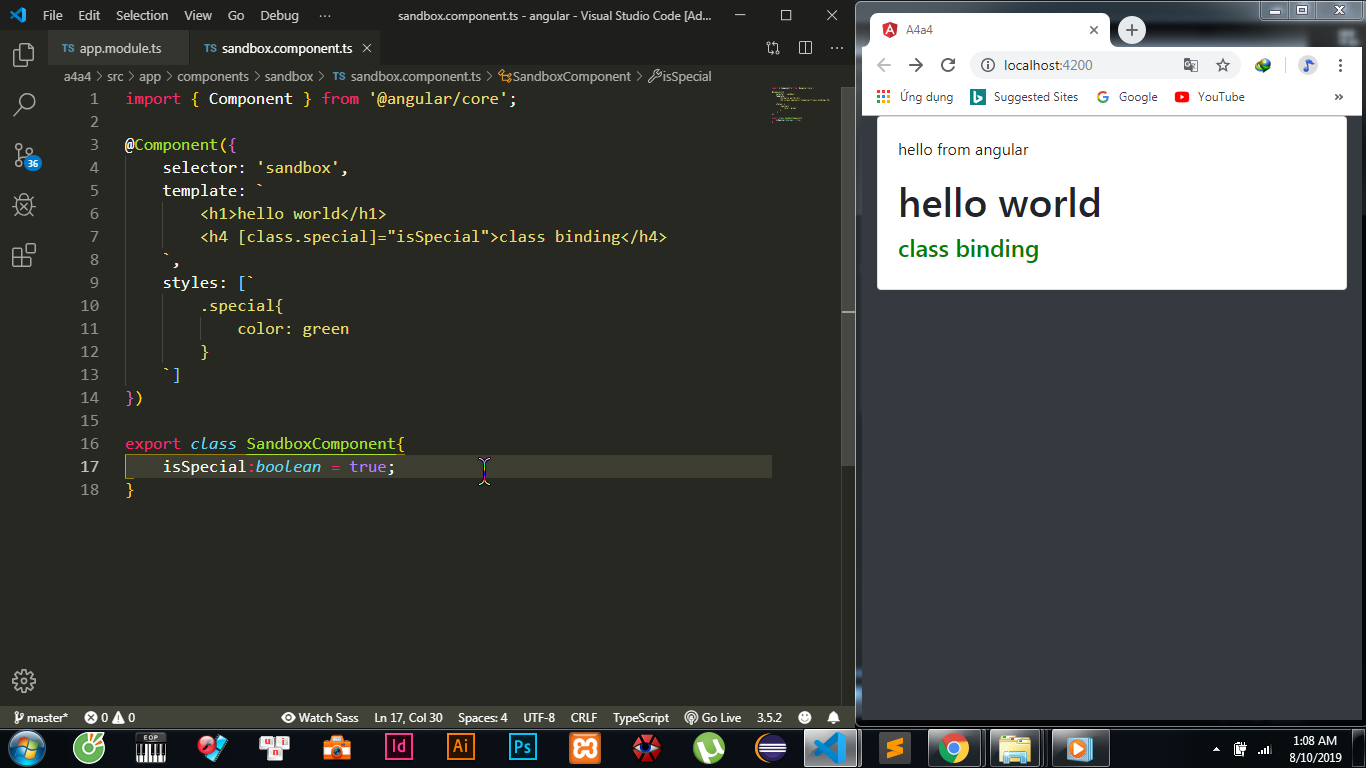 File Edit Selection View Go Debug ··· sandbox.component.ts - angular - Visual Studio Code [Ad...
TS app.module.ts TS sandbox.component.ts
a4a4 > src > app > components > sandbox > TS sandbox.component.ts > SandboxComponent > isSpecial
1 import { Component } from '@angular/core';
2
3 @Component({
4 selector: 'sandbox',
5 template: `
6 <h1>hello world</h1>
7 <h4 [class.special]="isSpecial">class binding</h4>
8 `,
9 styles: [`
10 .special{
11 color: green
12 }
13 `]
14 })
15
16 export class SandboxComponent{
17 isSpecial:boolean = true;
18 }
36
master* 0 0 Watch Sass Ln 17, Col 30 Spaces: 4 UTF-8 CRLF TypeScript Go Live 3.5.2
A4a4
localhost:4200
Ứng dụng Suggested Sites Google YouTube »
hello from angular
hello world
class binding
EOP
u n i
Id Ai Ps
1:08 AM
8/10/2019